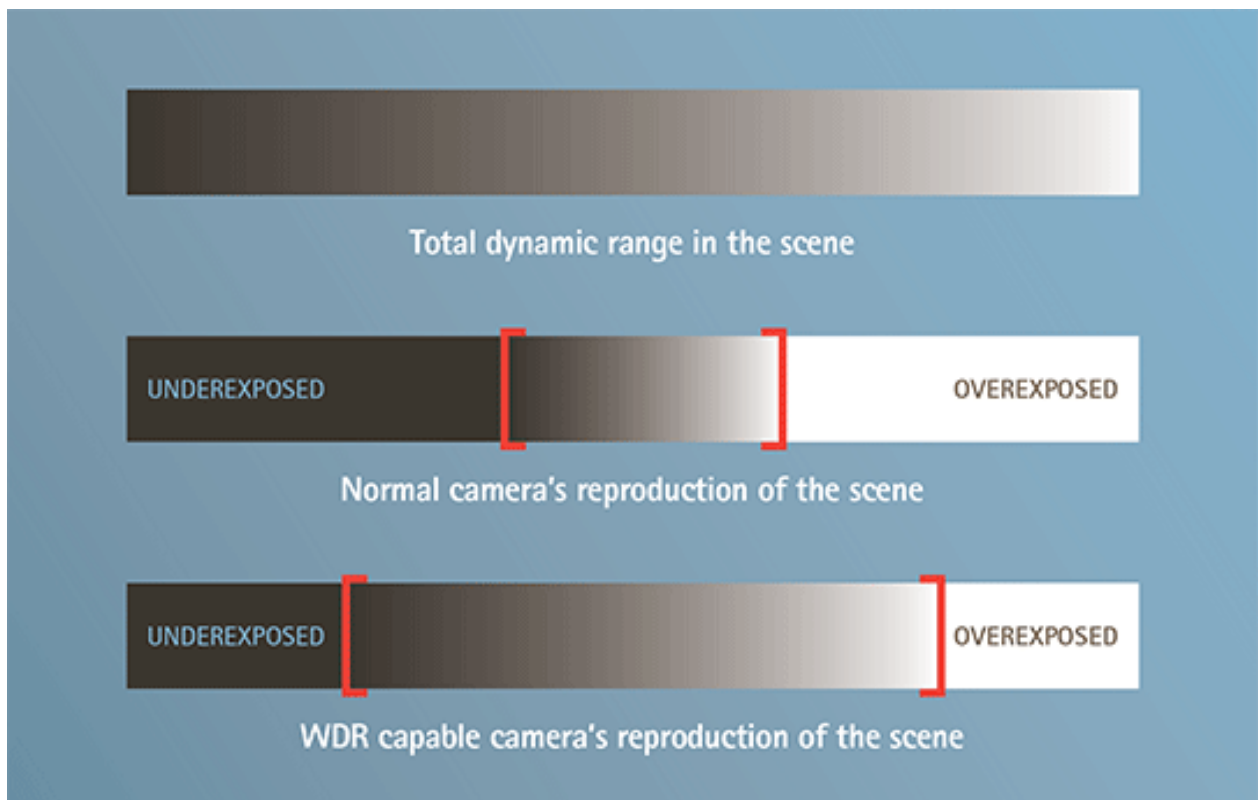 Total dynamic range in the scene
UNDEREXPOSED OVEREXPOSED
Normal camera's reproduction of the scene
UNDEREXPOSED OVEREXPOSED
WDR capable camera's reproduction of the scene